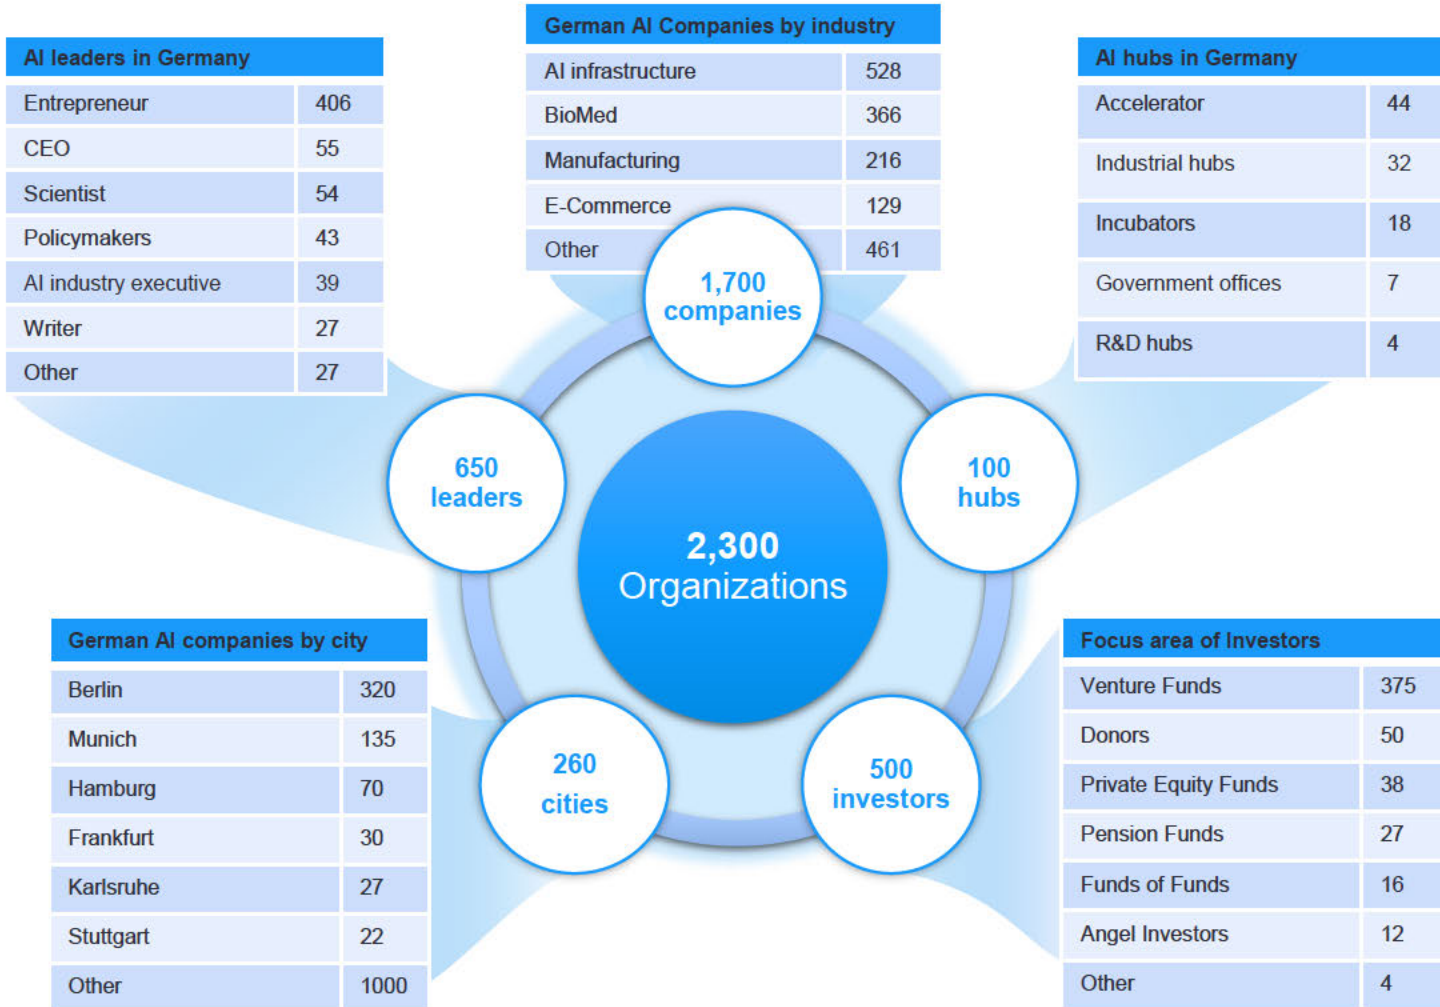 German AI Companies by industry
AI infrastructure 528
BioMed 366
Manufacturing 216
E-Commerce 129
Other 461
AI leaders in Germany
Entrepreneur 406
CEO 55
Scientist 54
Policymakers 43
AI industry executive 39
Writer 27
Other 27
AI hubs in Germany
Accelerator 44
Industrial hubs 32
Incubators 18
Government offices 7
R&D hubs 4
1,700
companies
650
leaders
100
hubs
2,300
Organizations
260
cities
500
investors
German AI companies by city
Berlin 320
Munich 135
Hamburg 70
Frankfurt 30
Karlsruhe 27
Stuttgart 22
Other 1000
Focus area of Investors
Venture Funds 375
Donors 50
Private Equity Funds 38
Pension Funds 27
Funds of Funds 16
Angel Investors 12
Other 4